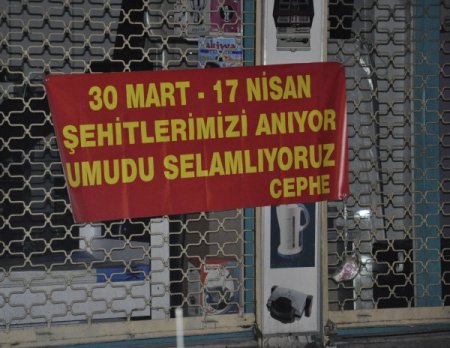 30 MART - 17 NİSAN
ŞEHİTLERİMİZİ ANIYOR
UMUDU SELAMLIYORUZ
CEPHE